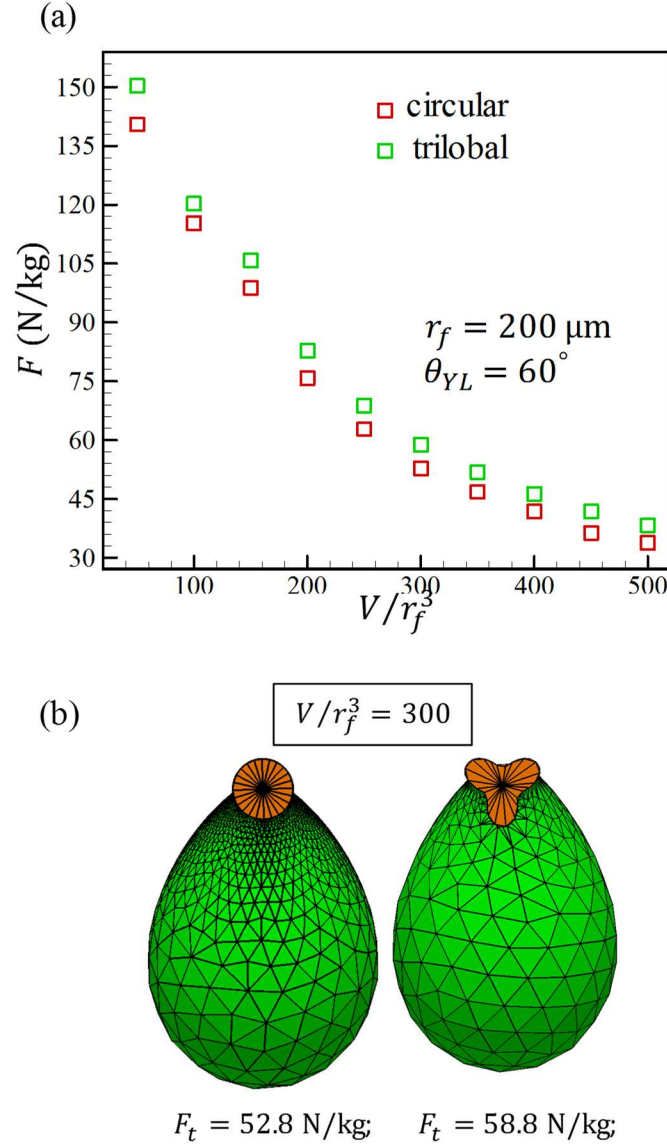 (a)
150
135
120
105
90
75
60
45
30
F (N/kg)
circular
trilobal
r_f = 200 μm
θ_YL = 60°
100 200 300 400 500
V/r_f^3
(b)
V/r_f^3 = 300
F_t = 52.8 N/kg; F_t = 58.8 N/kg;